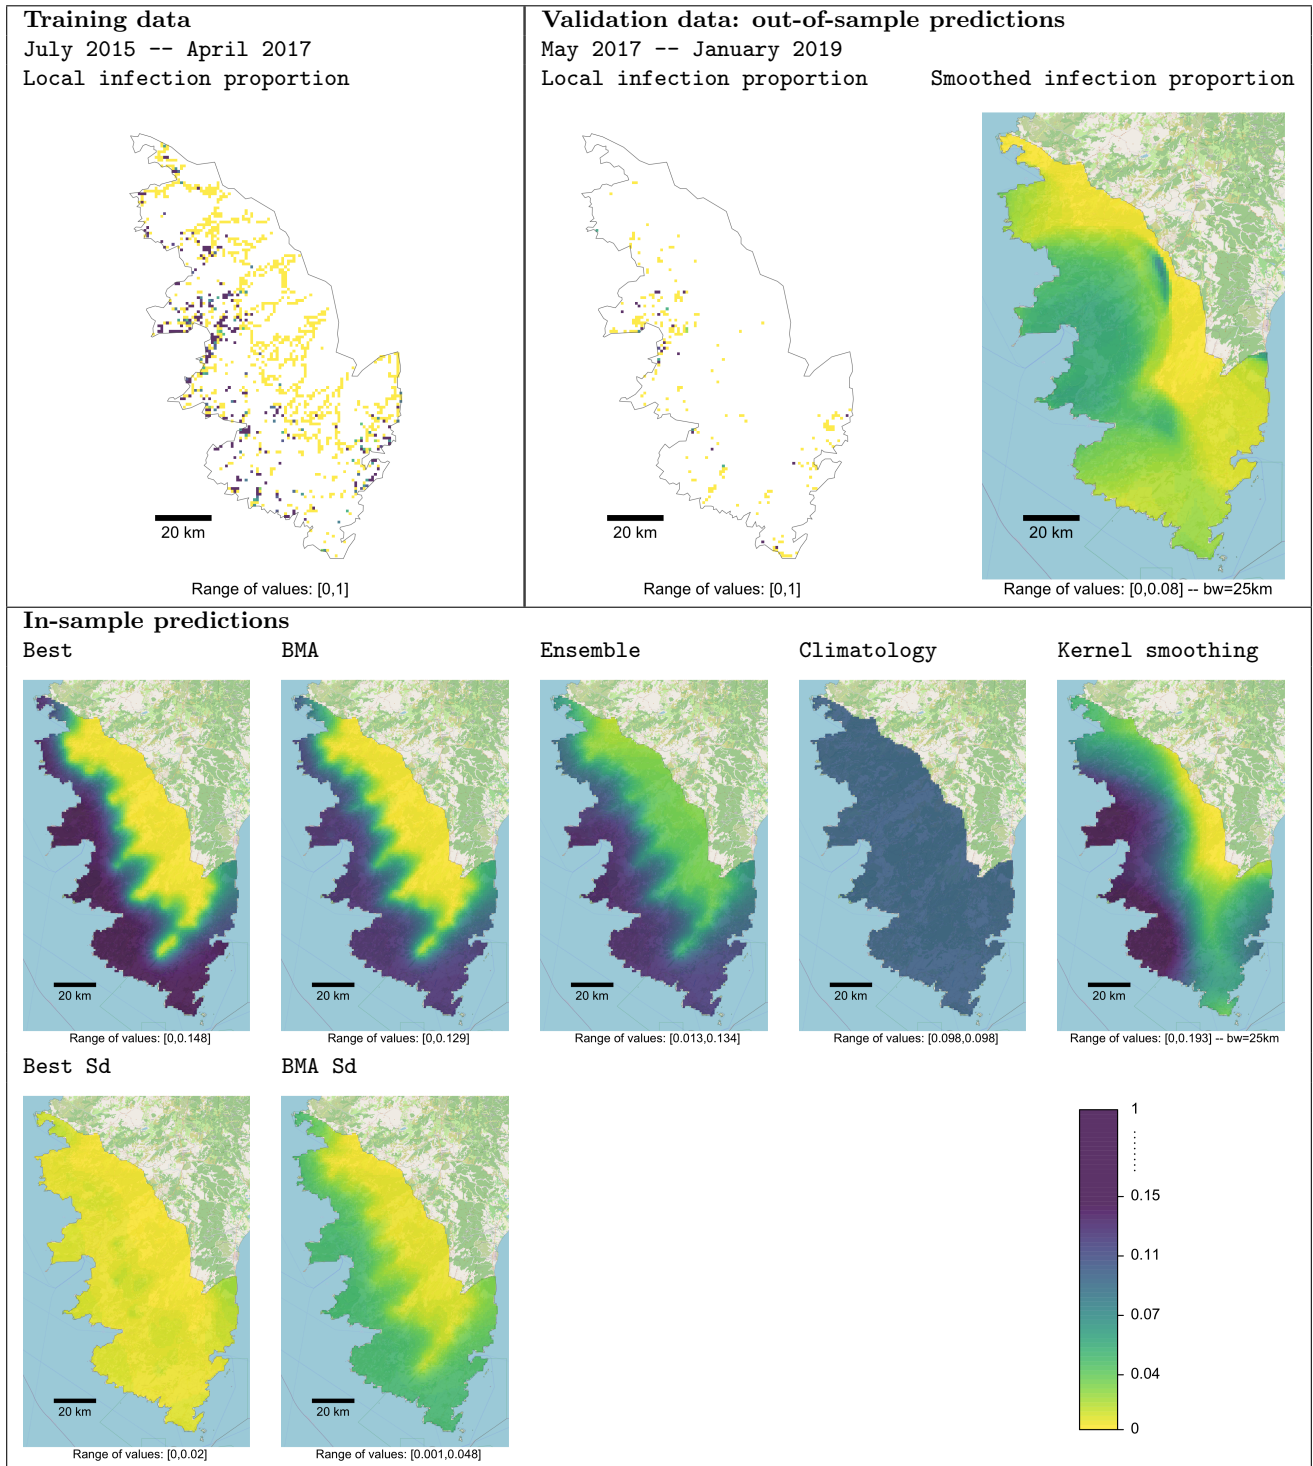 Training data
July 2015 -- April 2017
Local infection proportion
20 km
Range of values: [0,1]
Validation data: out-of-sample predictions
May 2017 -- January 2019
Local infection proportion
Smoothed infection proportion
20 km
20 km
Range of values: [0,1]
Range of values: [0,0.08] -- bw=25km
In-sample predictions
Best
BMA
Ensemble
Climatology
Kernel smoothing
20 km
20 km
20 km
20 km
20 km
Range of values: [0,0.148]
Range of values: [0,0.129]
Range of values: [0.013,0.134]
Range of values: [0.098,0.098]
Range of values: [0,0.193] -- bw=25km
Best Sd
BMA Sd
20 km
20 km
Range of values: [0,0.02]
Range of values: [0.001,0.048]
1
0.15
0.11
0.07
0.04
0